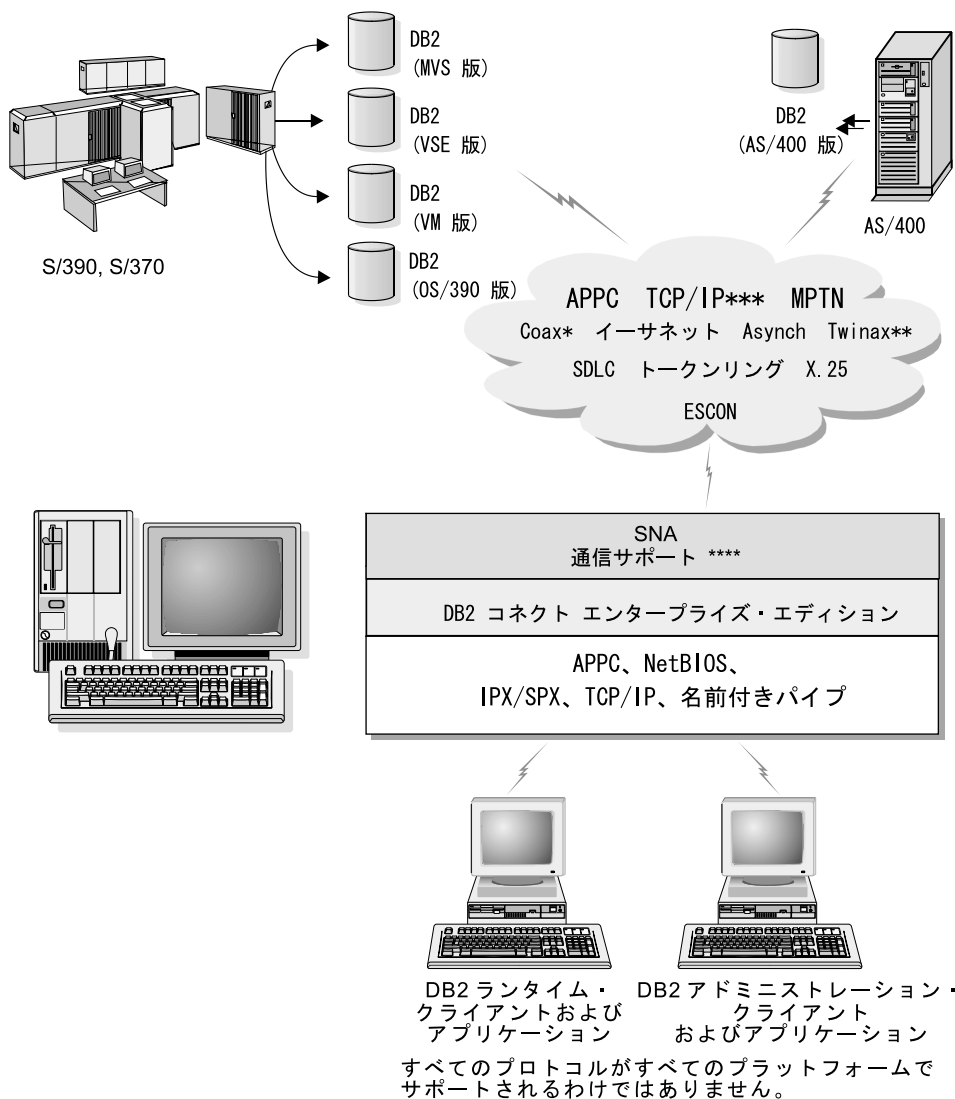 DB2
(MVS 版)
DB2
(VSE 版)
DB2
(VM 版)
DB2
(OS/390 版)
S/390, S/370
DB2
(AS/400 版)
AS/400
APPC TCP/IP*** MPTN
Coax* イーサネット Asynch Twinax**
SDLC トークンリング X.25
ESCON
SNA
通信サポート ****
DB2 コネクト エンタープライズ・エディション
APPC、NetBIOS、
IPX/SPX、TCP/IP、名前付きパイプ
DB2 ランタイム・
クライアントおよび
アプリケーション
DB2 アドミニストレーション・
クライアント
およびアプリケーション
すべてのプロトコルがすべてのプラットフォームで
サポートされるわけではありません。